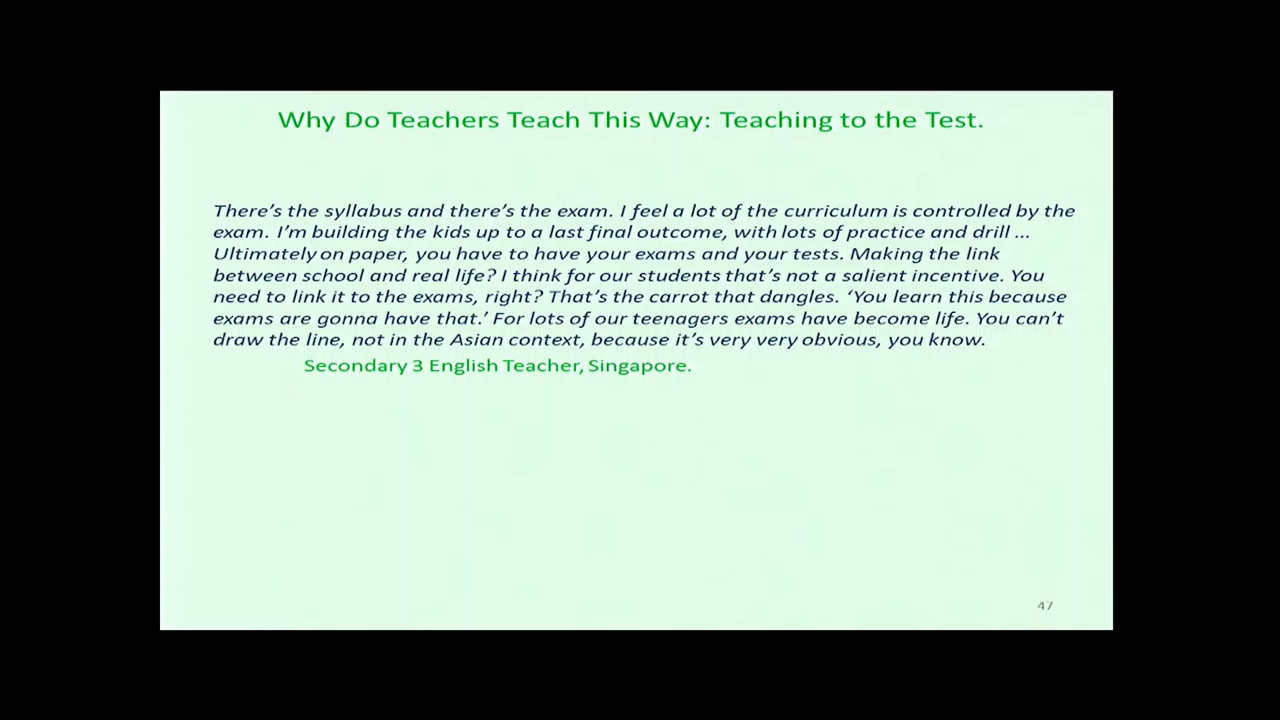 Why Do Teachers Teach This Way: Teaching to the Test.
There’s the syllabus and there’s the exam. I feel a lot of the curriculum is controlled by the
exam. I’m building the kids up to a last final outcome, with lots of practice and drill ...
Ultimately on paper, you have to have your exams and your tests. Making the link
between school and real life? I think for our students that’s not a salient incentive. You
need to link it to the exams, right? That’s the carrot that dangles. ‘You learn this because
exams are gonna have that.’ For lots of our teenagers exams have become life. You can’t
draw the line, not in the Asian context, because it’s very very obvious, you know.
Secondary 3 English Teacher, Singapore.
47